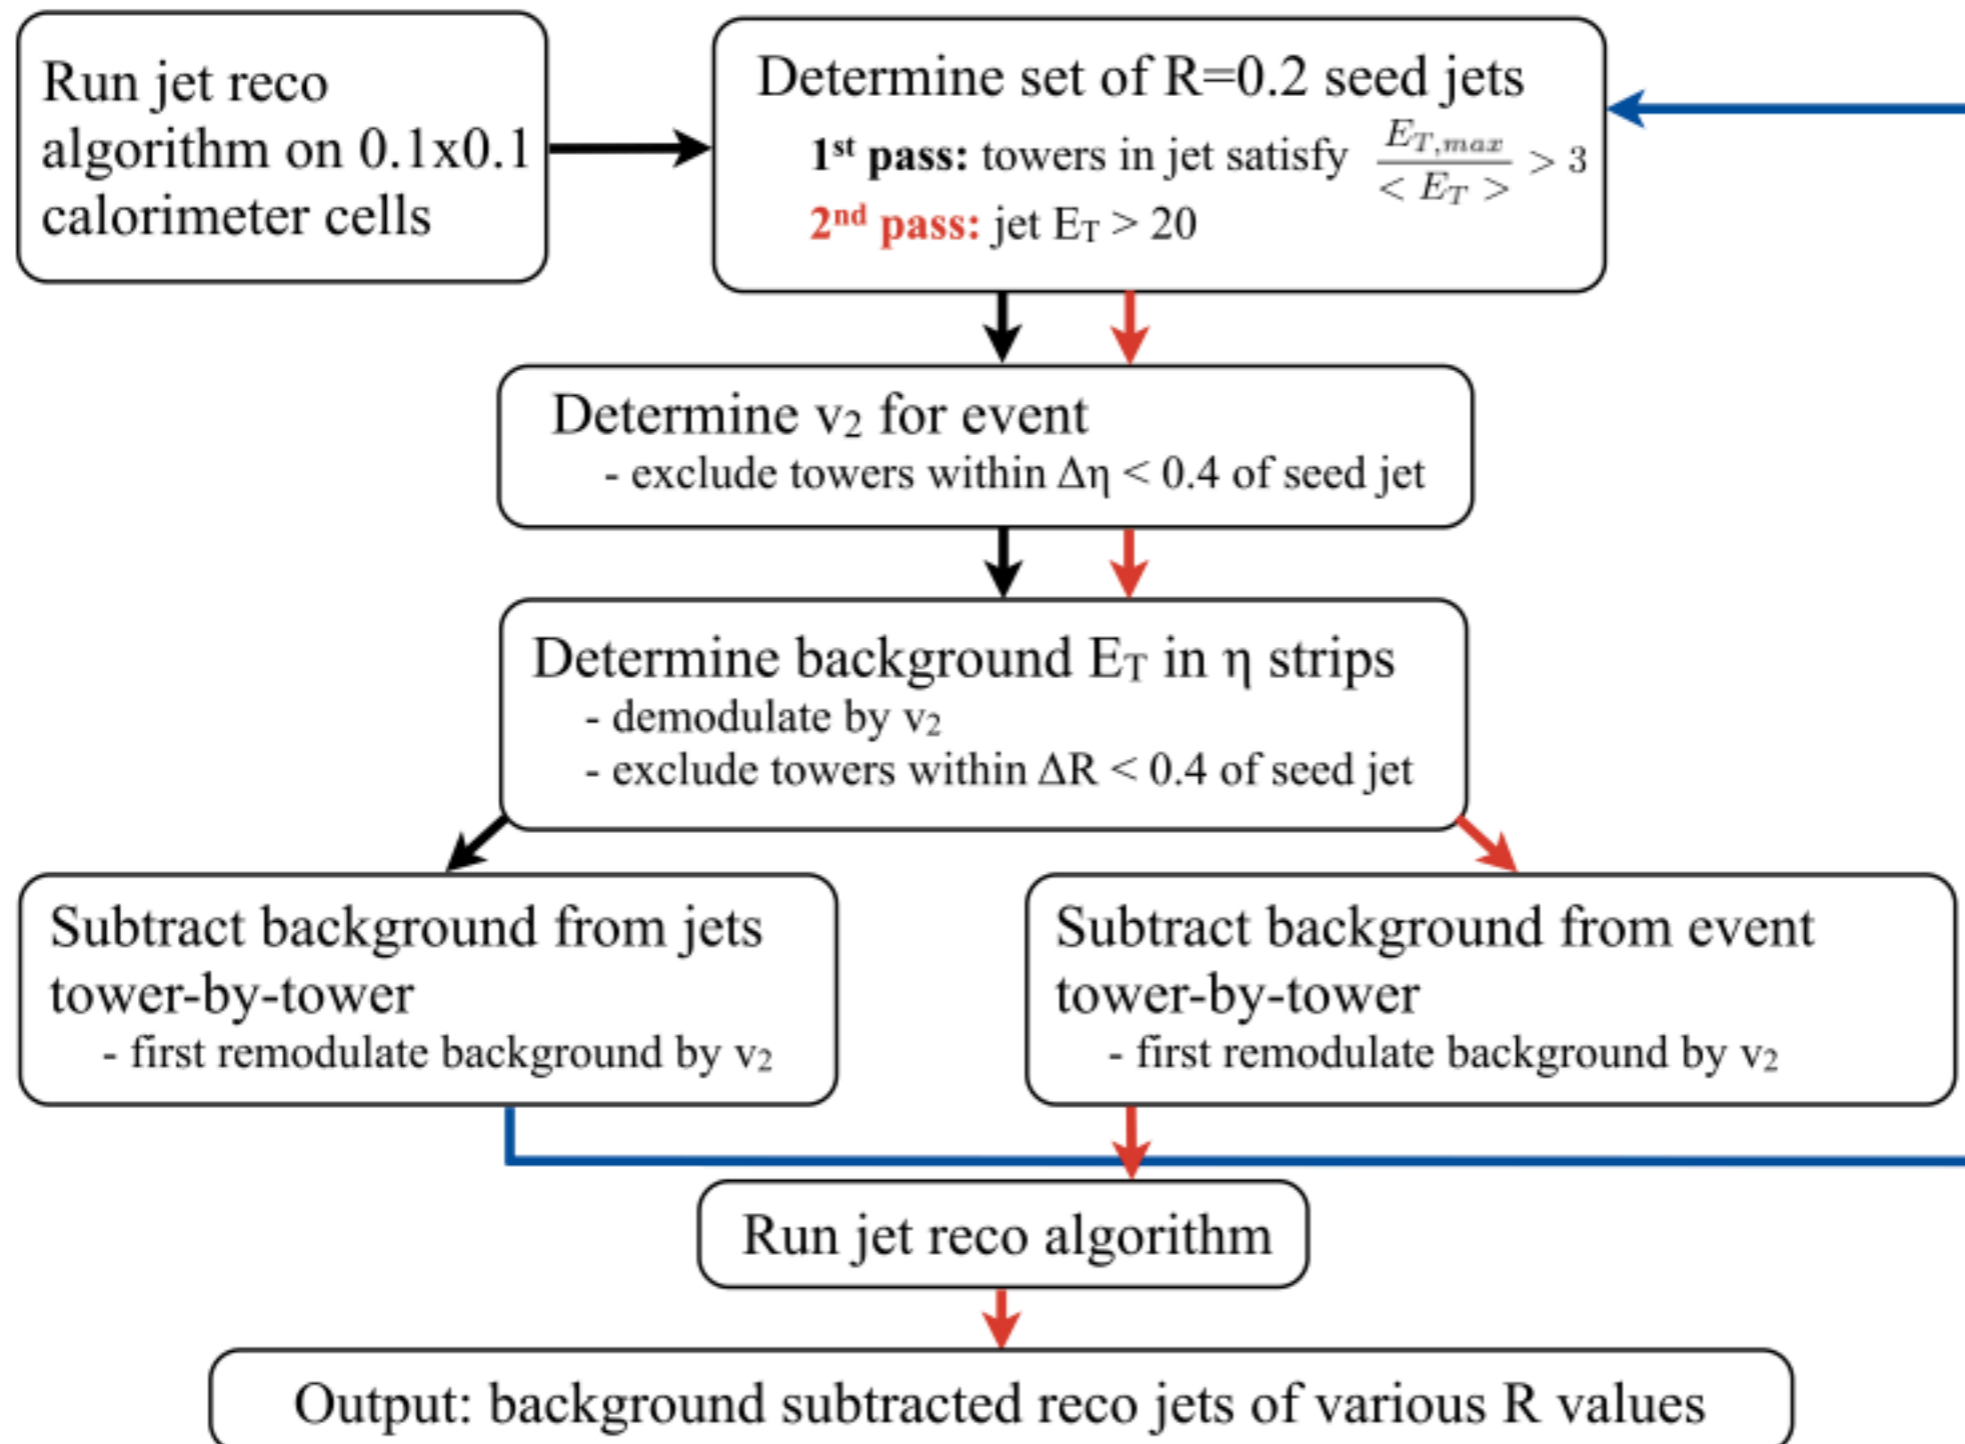 Run jet reco
algorithm on 0.1x0.1
calorimeter cells
Determine set of R=0.2 seed jets
1st pass: towers in jet satisfy E_{T,max} / < E_T > > 3
2nd pass: jet E_T > 20
Determine v₂ for event
- exclude towers within Δη < 0.4 of seed jet
Determine background E_T in η strips
- demodulate by v₂
- exclude towers within ΔR < 0.4 of seed jet
Subtract background from jets
tower-by-tower
- first remodulate background by v₂
Subtract background from event
tower-by-tower
- first remodulate background by v₂
Run jet reco algorithm
Output: background subtracted reco jets of various R values